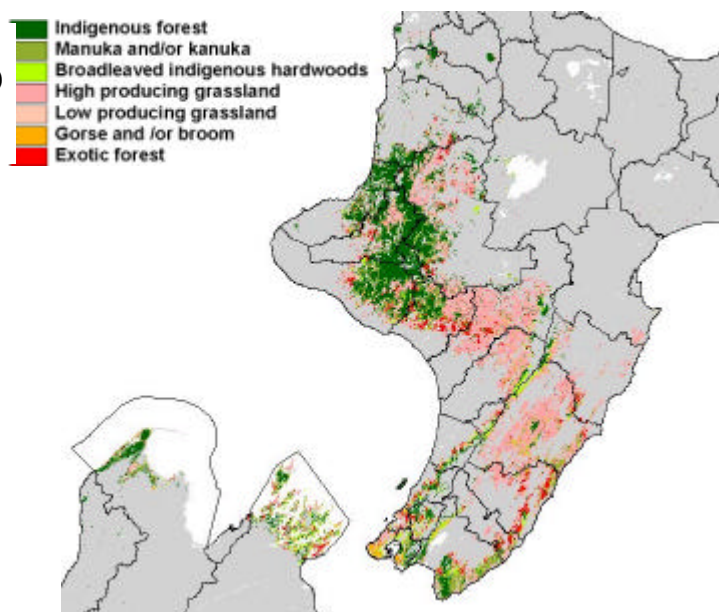 Indigenous forest
Manuka and/or kanuka
Broadleaved indigenous hardwoods
High producing grassland
Low producing grassland
Gorse and /or broom
Exotic forest